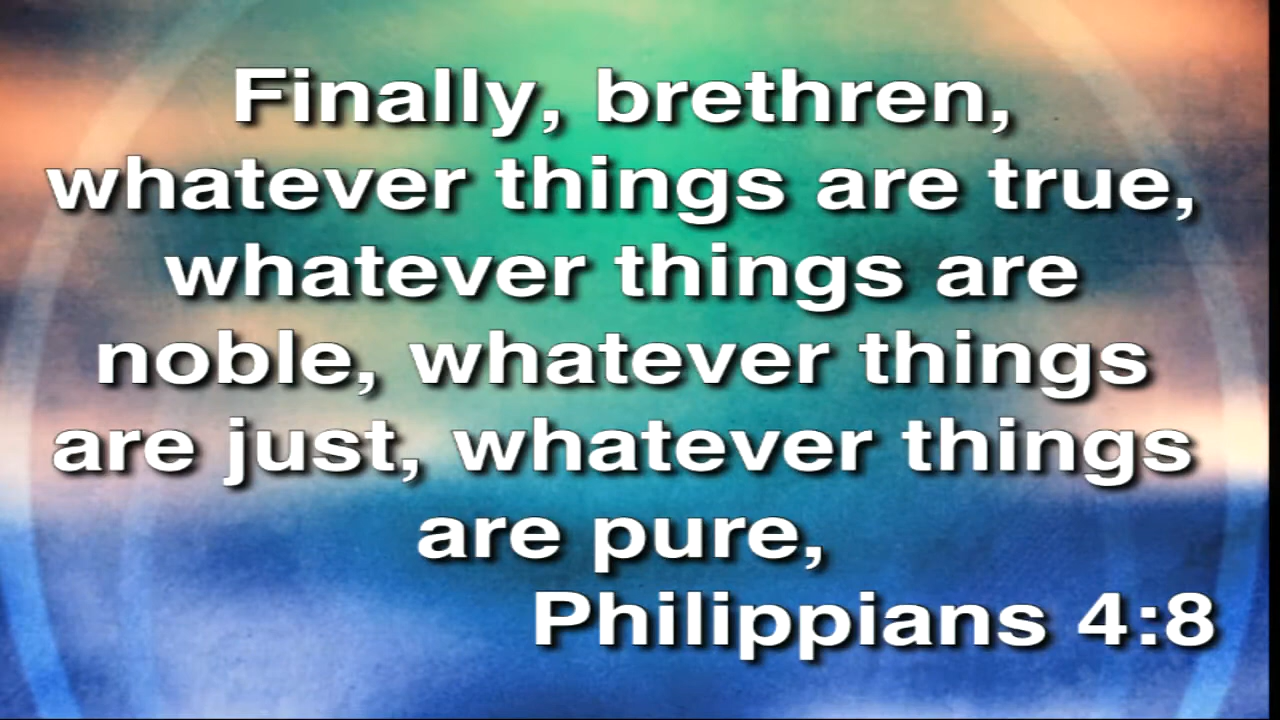 Finally, brethren,
whatever things are true,
whatever things are
noble, whatever things
are just, whatever things
are pure,
Philippians 4:8